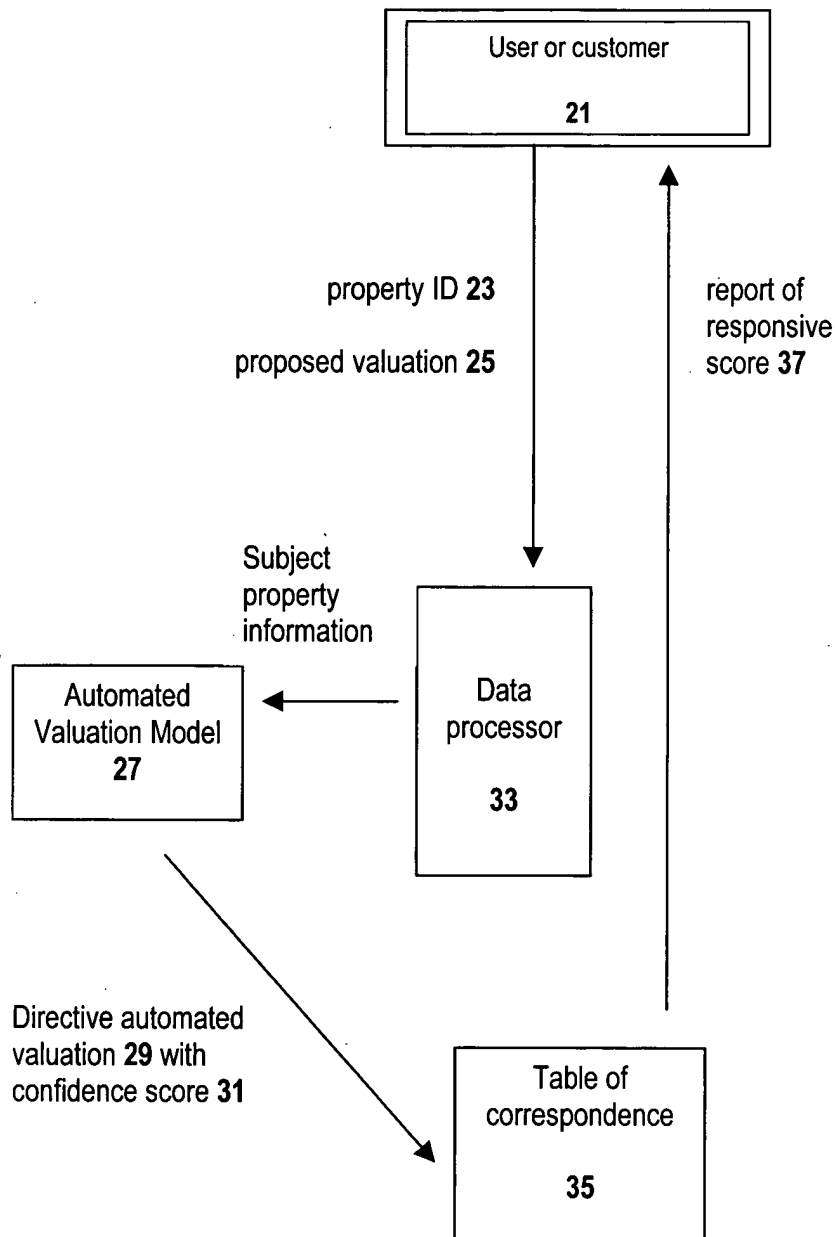 User or customer
21
property ID 23
proposed valuation 25
report of
responsive
score 37
Subject
property
information
Automated
Valuation Model
27
Data
processor
33
Directive automated
valuation 29 with
confidence score 31
Table of
correspondence
35